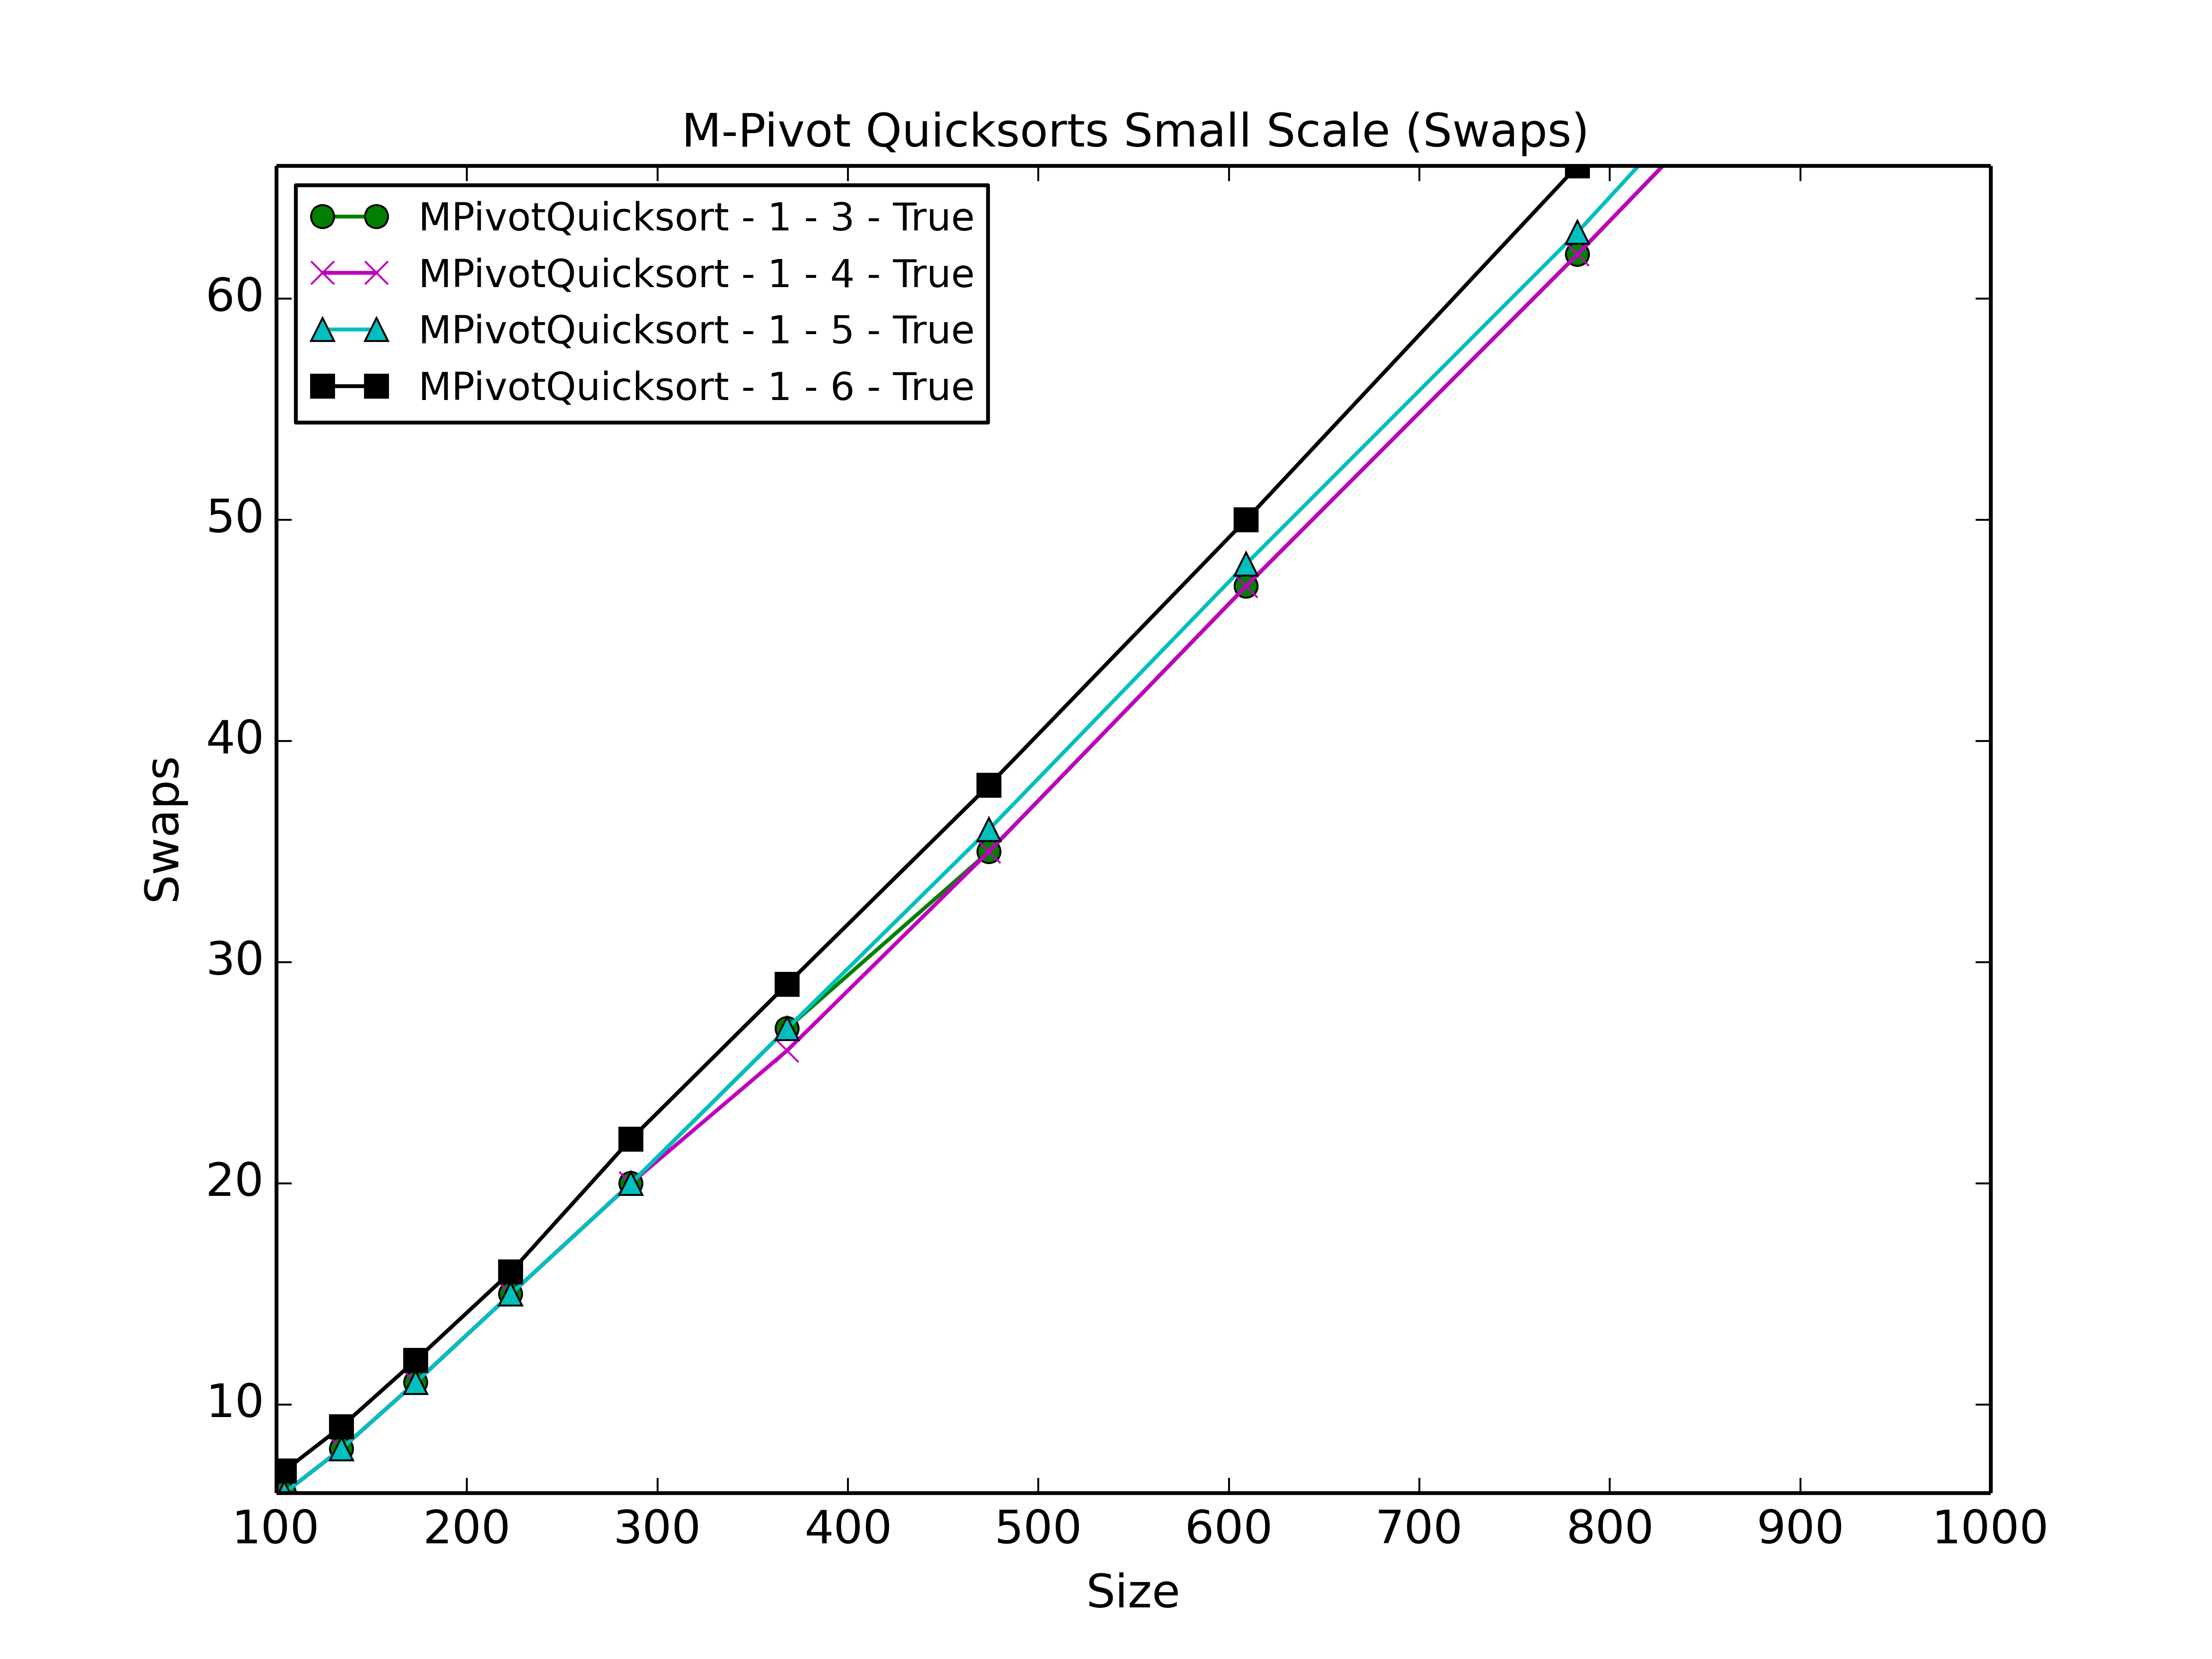 M-Pivot Quicksorts Small Scale (Swaps)
MPivotQuicksort - 1 - 3 - True
MPivotQuicksort - 1 - 4 - True
MPivotQuicksort - 1 - 5 - True
MPivotQuicksort - 1 - 6 - True
60
50
40
30
20
10
Swaps
100 200 300 400 500 600 700 800 900 1000
Size